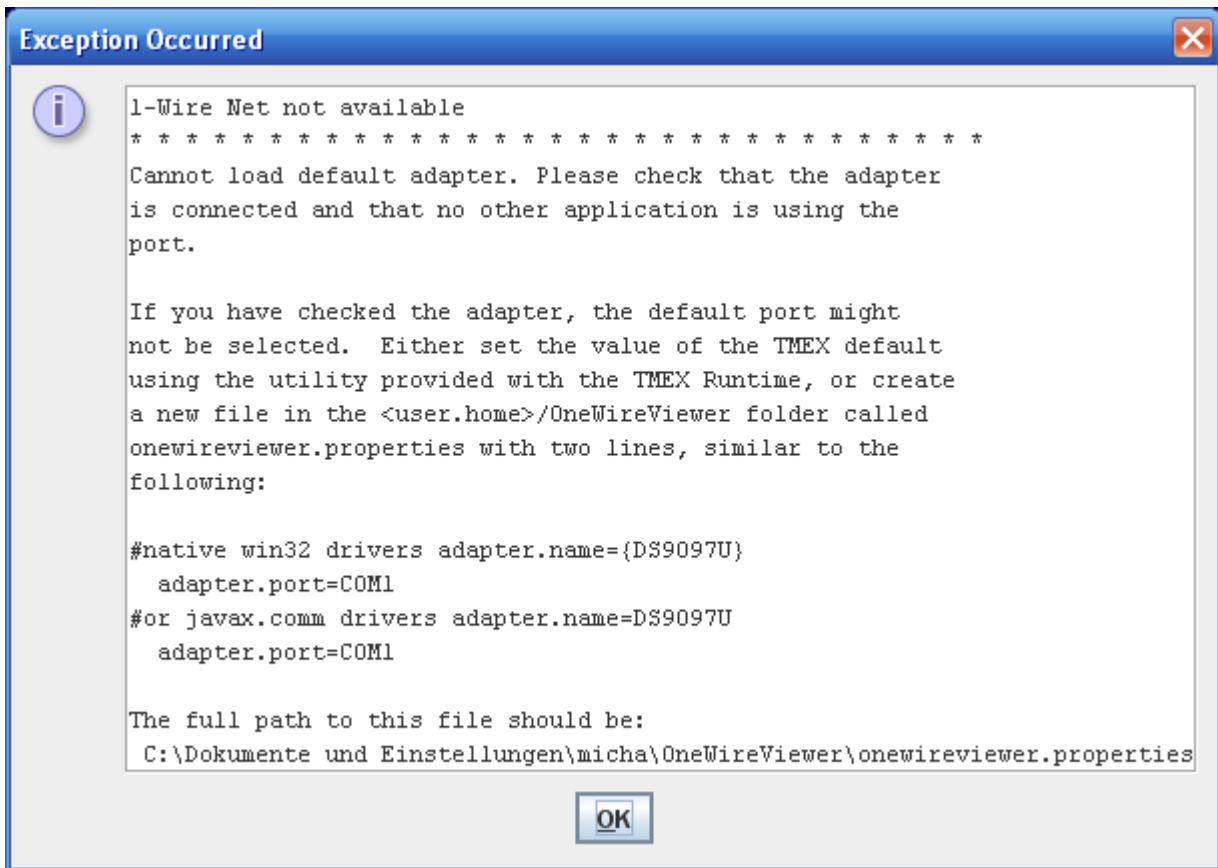 Exception Occurred
1-Wire Net not available
* * * * * * * * * * * * * * * * * * * * * * * * * * * * * * *
Cannot load default adapter. Please check that the adapter
is connected and that no other application is using the
port.
If you have checked the adapter, the default port might
not be selected.  Either set the value of the TMEX default
using the utility provided with the TMEX Runtime, or create
a new file in the <user.home>/OneWireViewer folder called
onewireviewer.properties with two lines, similar to the
following:
#native win32 drivers adapter.name={DS9097U}
  adapter.port=COM1
#or javax.comm drivers adapter.name=DS9097U
  adapter.port=COM1
The full path to this file should be:
 C:\Dokumente und Einstellungen\micha\OneWireViewer\onewireviewer.properties
OK